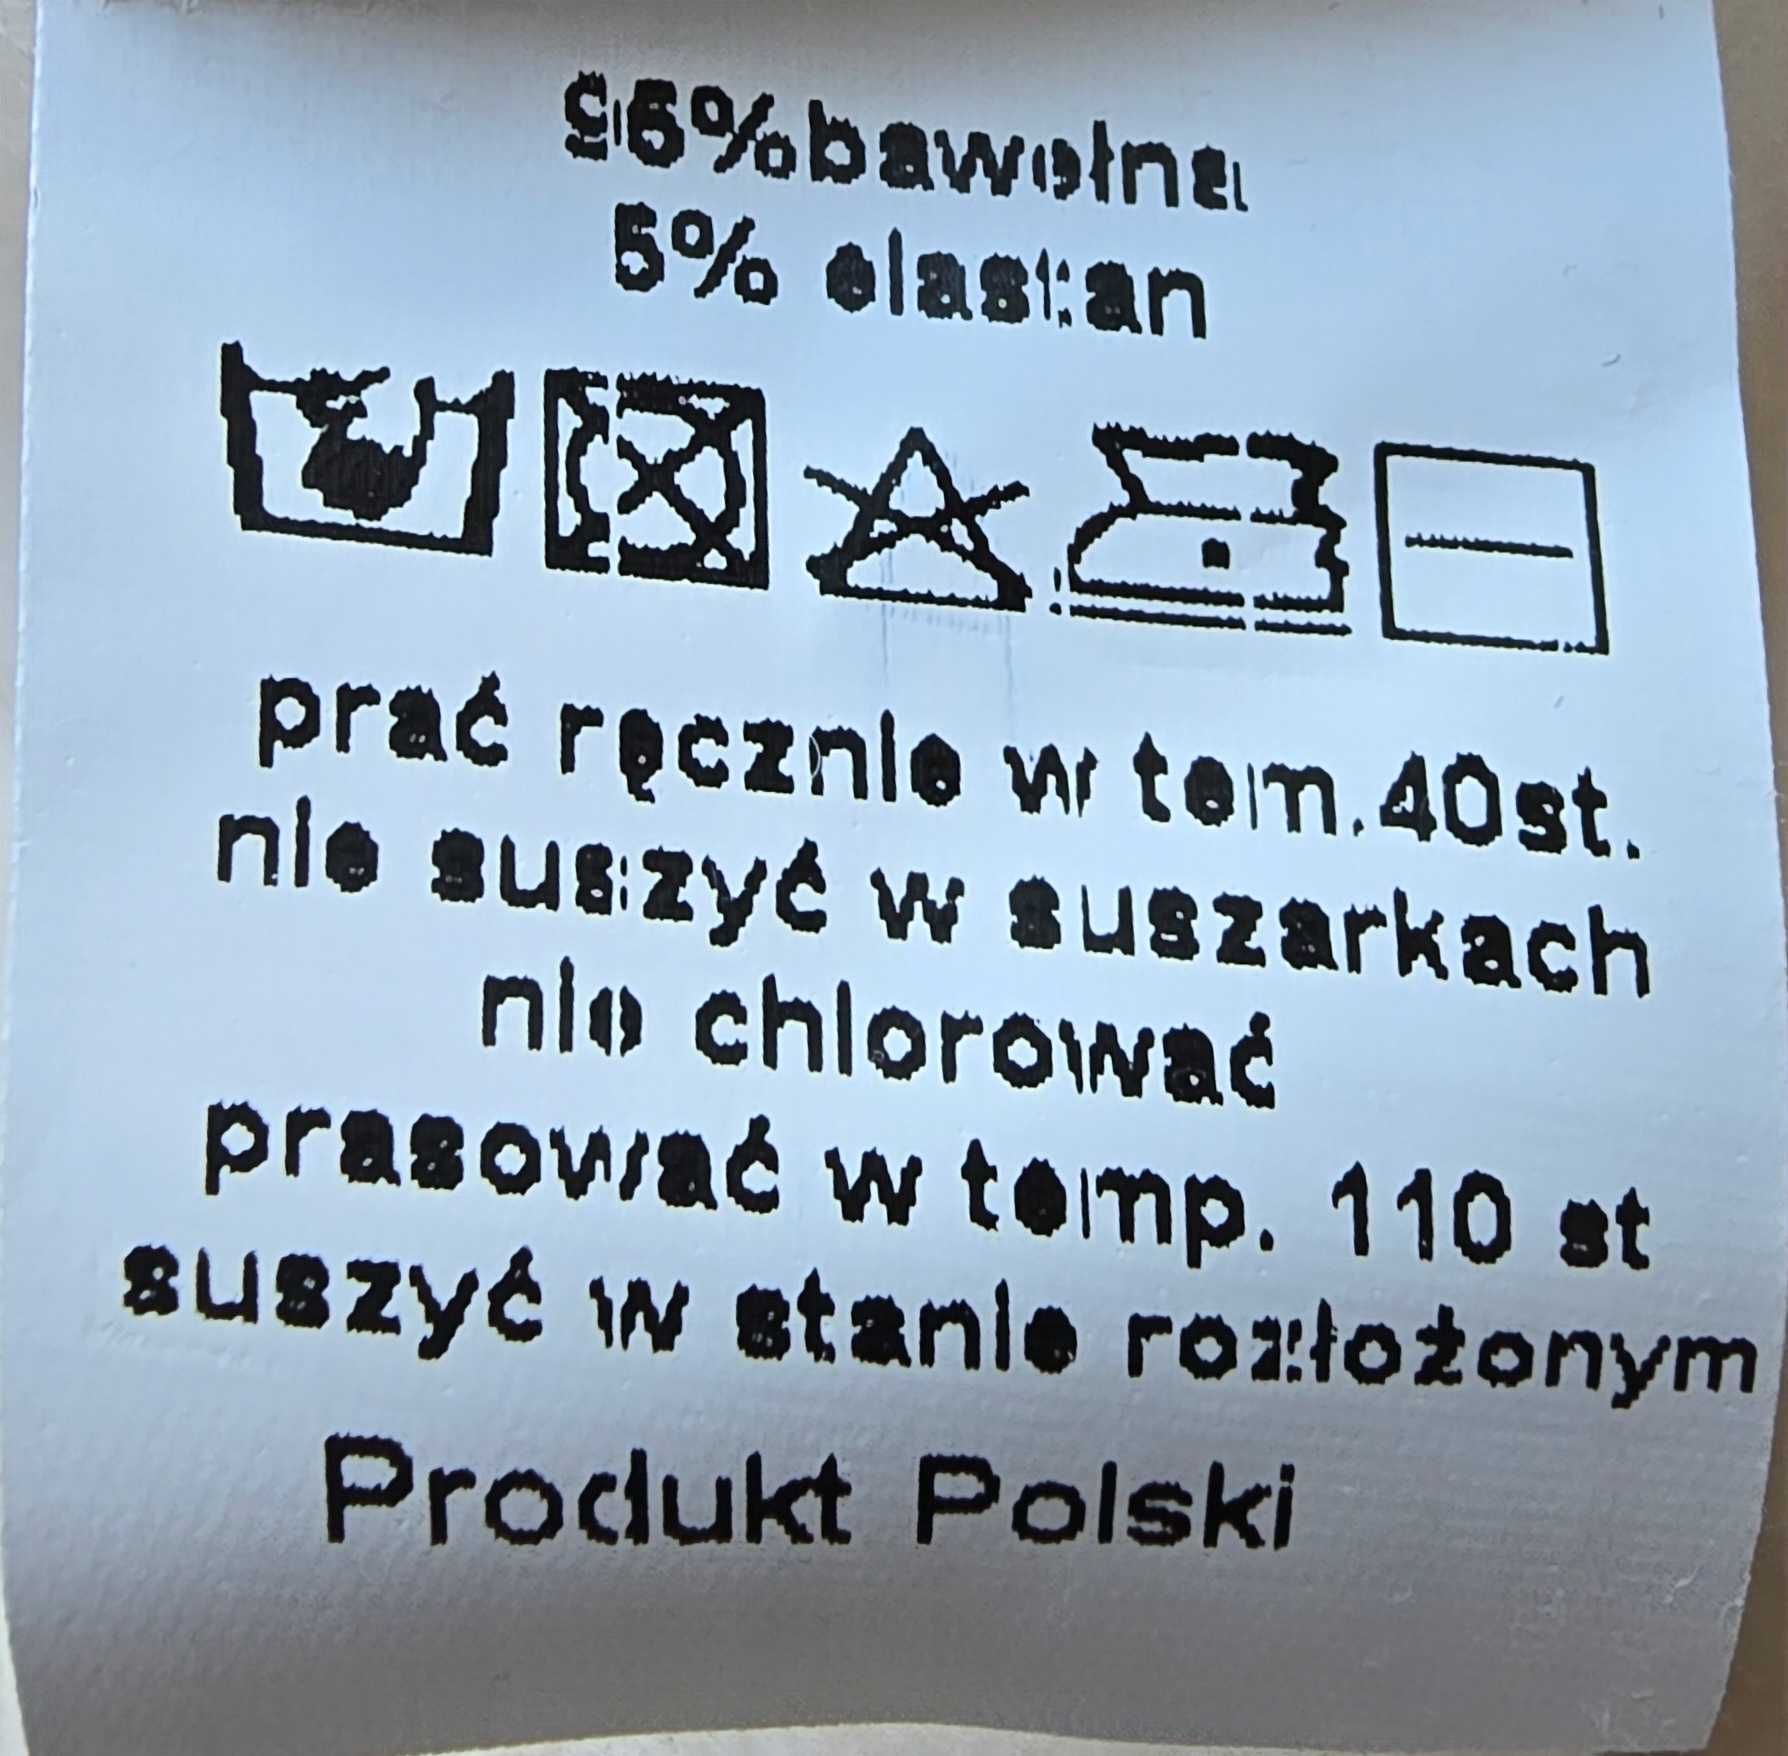 95%bawełna
5% elastan
prać ręcznie w tem.40st.
nie suszyć w suszarkach
nie chlorować
prasować w temp. 110 st
suszyć w stanie rozłożonym
Produkt Polski